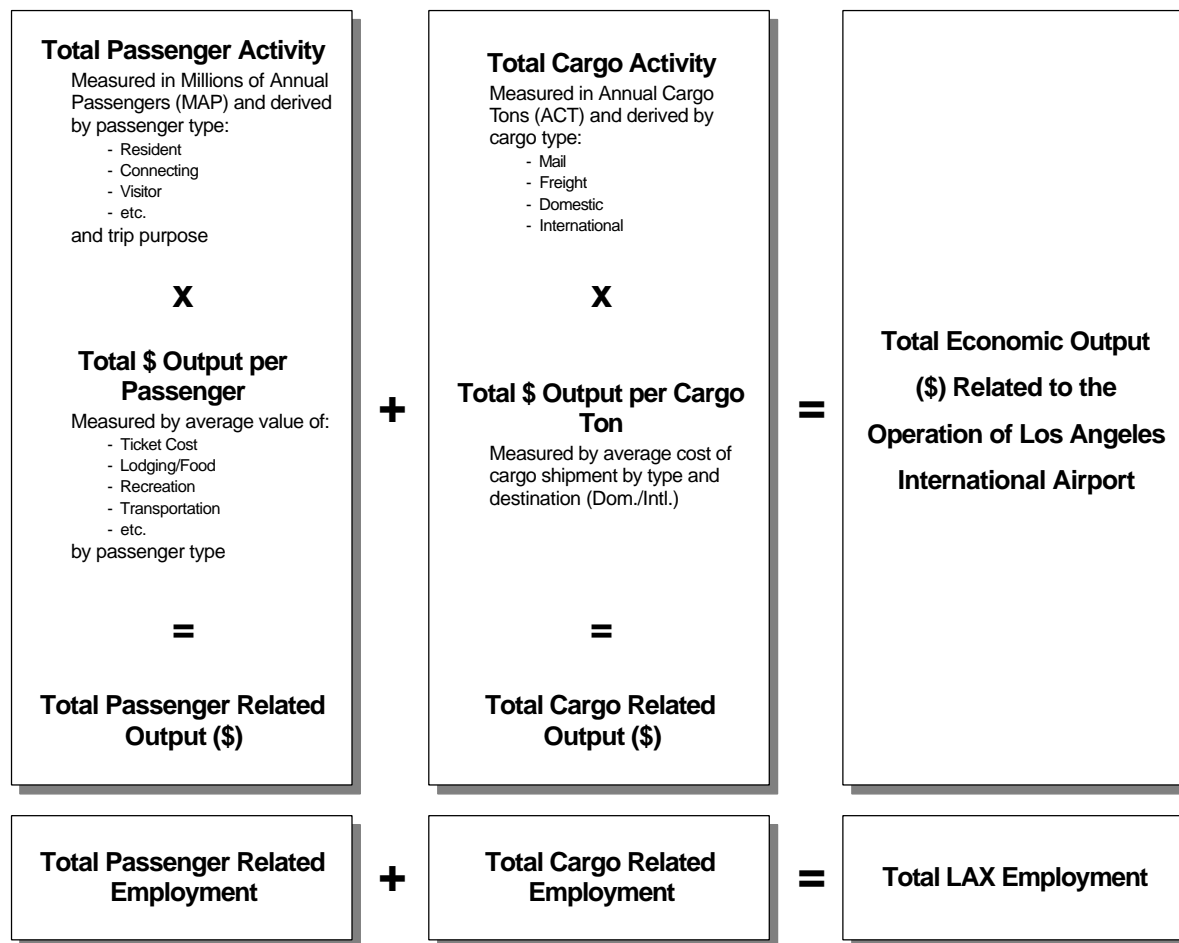 Total Passenger Activity
Measured in Millions of Annual
Passengers (MAP) and derived
by passenger type:
- Resident
- Connecting
- Visitor
- etc.
and trip purpose
x
Total $ Output per
Passenger
Measured by average value of:
- Ticket Cost
- Lodging/Food
- Recreation
- Transportation
- etc.
by passenger type
=
Total Passenger Related
Output ($)
+
Total Cargo Activity
Measured in Annual Cargo
Tons (ACT) and derived by
cargo type:
- Mail
- Freight
- Domestic
- International
x
Total $ Output per Cargo
Ton
Measured by average cost of
cargo shipment by type and
destination (Dom./Intl.)
=
Total Cargo Related
Output ($)
=
Total Economic Output
($) Related to the
Operation of Los Angeles
International Airport
Total Passenger Related
Employment
+
Total Cargo Related
Employment
=
Total LAX Employment